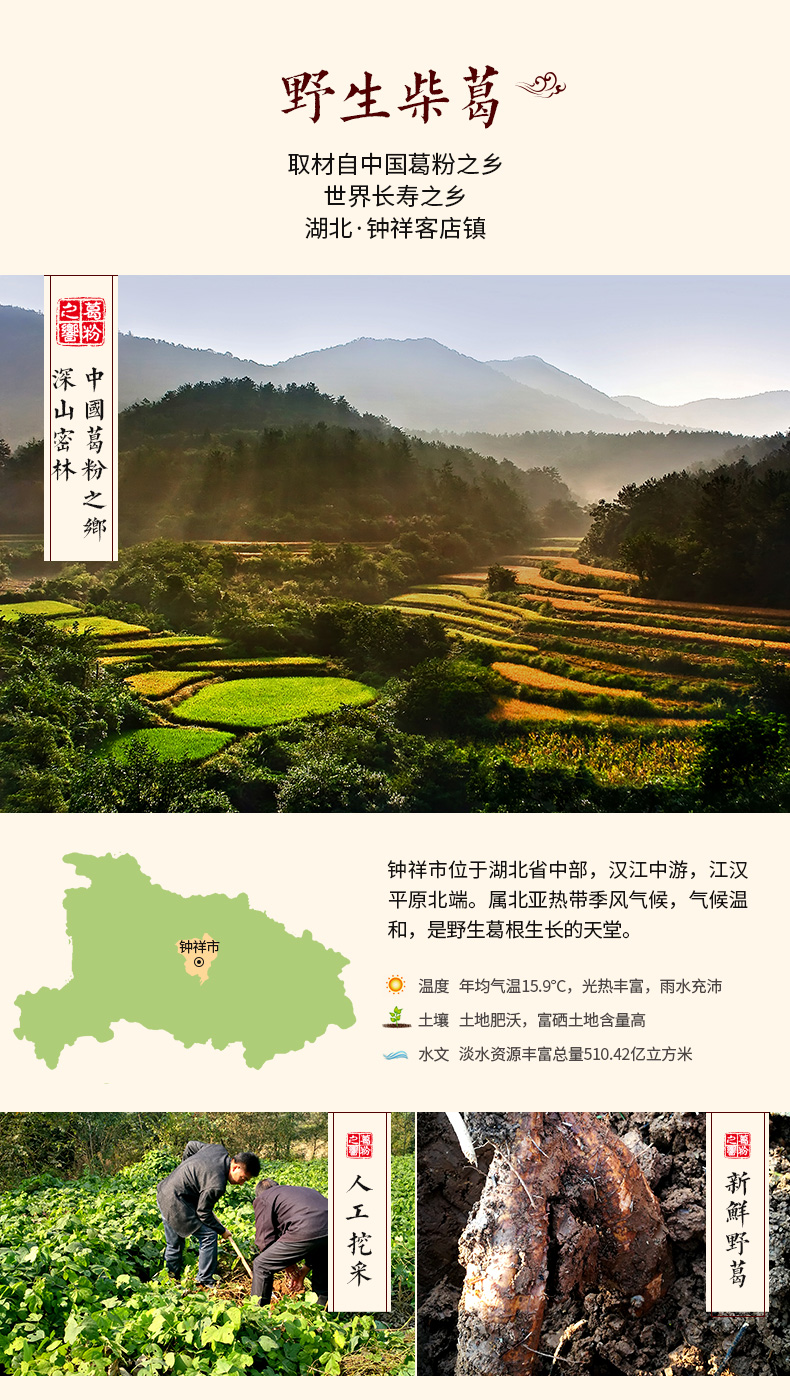 野生柴葛
取材自中国葛粉之乡
世界长寿之乡
湖北·钟祥客店镇
葛粉之響
中國葛粉之鄉
深山密林
钟祥市位于湖北省中部，汉江中游，江汉
平原北端。属北亚热带季风气候，气候温
和，是野生葛根生长的天堂。
钟祥市
温度 年均气温15.9℃，光热丰富，雨水充沛
土壤 土地肥沃，富硒土地含量高
水文 淡水资源丰富总量510.42亿立方米
葛粉之響
人工挖采
葛粉之響
新鮮野葛